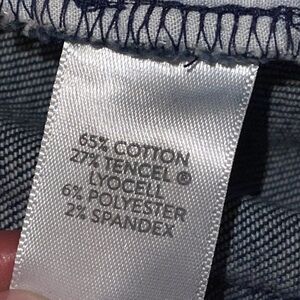 65% COTTON
27% TENCEL ®
LYOCELL
6% POLYESTER
2% SPANDEX